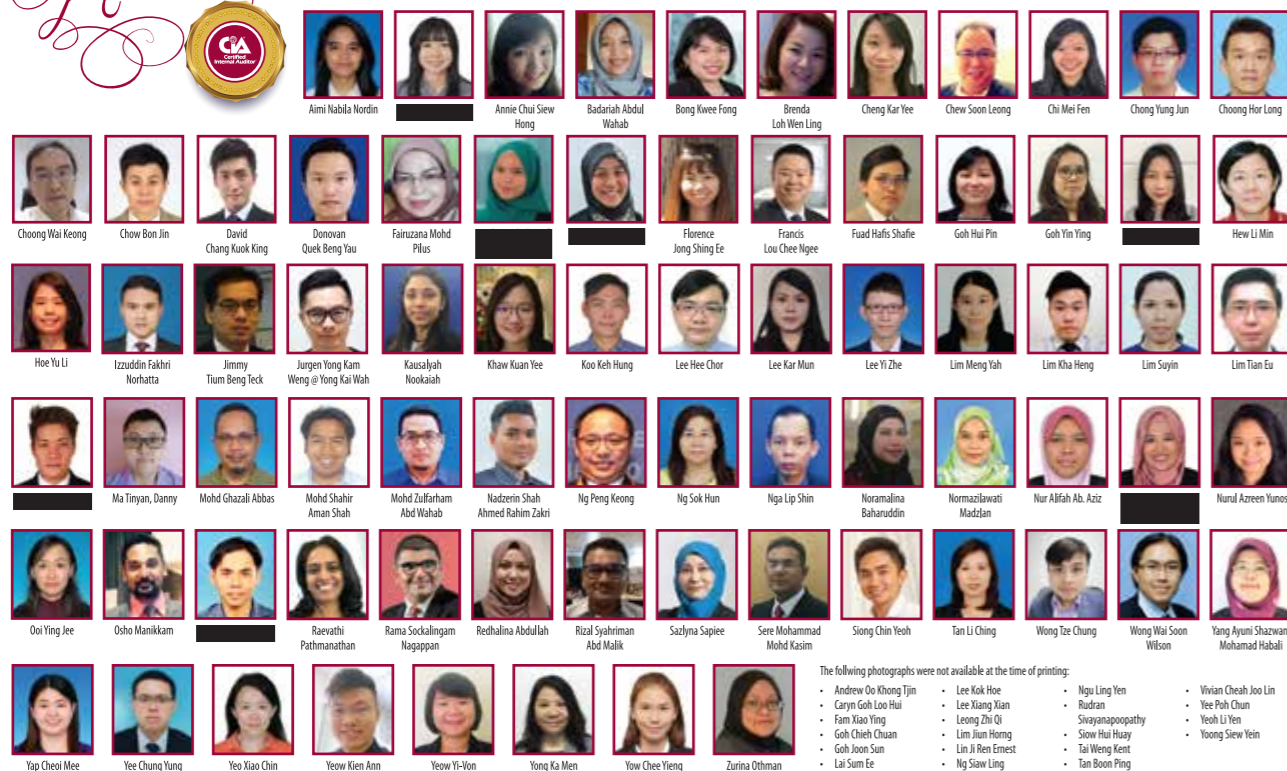 CIA
Certified
Internal Auditor
Aimi Nabila Nordin
Annie Chui Siew
Hong
Badariah Abdul
Wahab
Bong Kwee Fong
Brenda
Loh Wen Ling
Cheng Kar Yee
Chew Soon Leong
Chi Mei Fen
Chong Yung Jun
Choong Hor Long
Choong Wai Keong
Chow Bon Jin
David
Chang Kuok King
Donovan
Quek Beng Yau
Fairuzana Mohd
Pilus
Florence
Jong Shing Ee
Francis
Lou Chee Ngee
Fuad Hafis Shafie
Goh Hui Pin
Goh Yin Ying
Hew Li Min
Hoe Yu Li
Izzuddin Fakhri
Norhatta
Jimmy
Tium Beng Teck
Jurgen Yong Kam
Weng @ Yong Kai Wah
Kausalyah
Nookaiah
Khaw Kuan Yee
Koo Keh Hung
Lee Hee Chor
Lee Kar Mun
Lee Yi Zhe
Lim Meng Yah
Lim Kha Heng
Lim Suyin
Lim Tian Eu
Ma Tinyan, Danny
Mohd Ghazali Abbas
Mohd Shahir
Aman Shah
Mohd Zulfarham
Abd Wahab
Nadzerin Shah
Ahmed Rahim Zakri
Ng Peng Keong
Ng Sok Hun
Nga Lip Shin
Noramalina
Baharuddin
Normazilawati
Madzlan
Nur Alifah Ab. Aziz
Nurul Azreen Yunos
Ooi Ying Jee
Osho Manikkam
Raevathi
Pathmanathan
Rama Sockalingam
Nagappan
Redhalina Abdullah
Rizal Syahriman
Abd Malik
Sazlyna Sapiee
Sere Mohammad
Mohd Kasim
Siong Chin Yeoh
Tan Li Ching
Wong Tze Chung
Wong Wai Soon
Wilson
Yang Ayuni Shazwan
Mohamad Habali
Yap Cheoi Mee
Yee Chung Yung
Yeo Xiao Chin
Yeow Kien Ann
Yeow Yi-Von
Yong Ka Men
Yow Chee Yieng
Zurina Othman
The follwing photographs were not available at the time of printing:
• Andrew Oo Khong Tjin
• Caryn Goh Loo Hui
• Fam Xiao Ying
• Goh Chieh Chuan
• Goh Joon Sun
• Lai Sum Ee
• Lee Kok Hoe
• Lee Xiang Xian
• Leong Zhi Qi
• Lim Jiun Horng
• Lin Ji Ren Ernest
• Ng Siaw Ling
• Ngu Ling Yen
• Rudran
Sivayanapoopathy
• Siow Hui Huay
• Tai Weng Kent
• Tan Boon Ping
• Vivian Cheah Joo Lin
• Yee Poh Chun
• Yeoh Li Yen
• Yoong Siew Yein